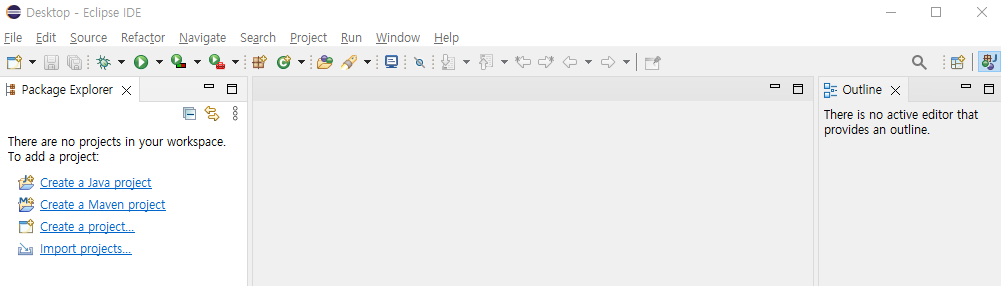 Desktop - Eclipse IDE
File Edit Source Refactor Navigate Search Project Run Window Help
Package Explorer
There are no projects in your workspace.
To add a project:
Create a Java project
Create a Maven project
Create a project...
Import projects...
Outline
There is no active editor that
provides an outline.